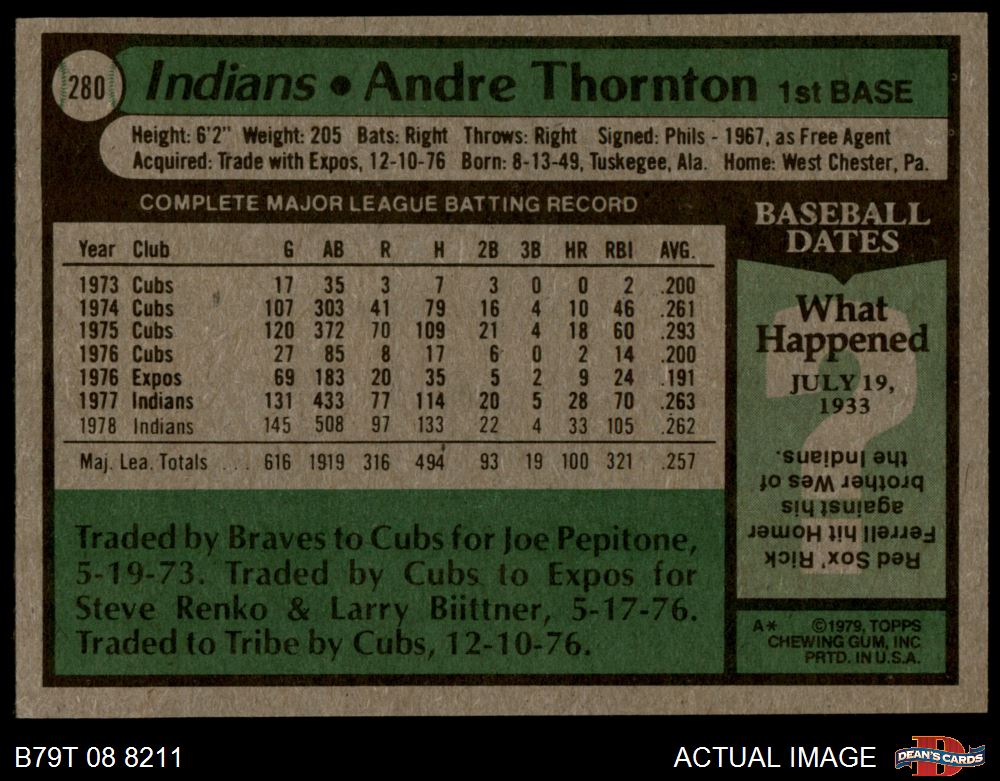 280 Indians • Andre Thornton 1st BASE
Height: 6'2" Weight: 205 Bats: Right Throws: Right Signed: Phils - 1967, as Free Agent
Acquired: Trade with Expos, 12-10-76 Born: 8-13-49, Tuskegee, Ala. Home: West Chester, Pa.
COMPLETE MAJOR LEAGUE BATTING RECORD
Year Club G AB R H 2B 3B HR RBI AVG.
1973 Cubs 17 35 3 7 3 0 0 2 .200
1974 Cubs 107 303 41 79 16 4 10 46 .261
1975 Cubs 120 372 70 109 21 4 18 60 .293
1976 Cubs 27 85 8 17 6 0 2 14 .200
1976 Expos 69 183 20 35 5 2 9 24 .191
1977 Indians 131 433 77 114 20 5 28 70 .263
1978 Indians 145 508 97 133 22 4 33 105 .262
Maj. Lea. Totals . . . 616 1919 316 494 93 19 100 321 .257
Traded by Braves to Cubs for Joe Pepitone,
5-19-73. Traded by Cubs to Expos for
Steve Renko & Larry Biittner, 5-17-76.
Traded to Tribe by Cubs, 12-10-76.
BASEBALL
DATES
?
What
Happened
JULY 19,
1933
Red Sox' Rick
Ferrell hit Homer
against his
brother Wes of
the Indians.
A* ©1979, TOPPS
CHEWING GUM, INC
PRTD. IN U.S.A.
B79T 08 8211
ACTUAL IMAGE
D
DEAN'S CARDS